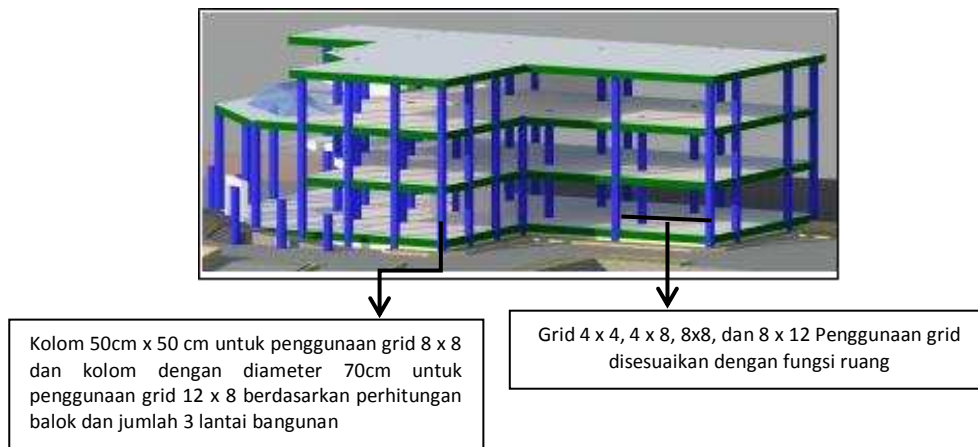 Kolom 50cm x 50 cm untuk penggunaan grid 8 x 8
dan kolom dengan diameter 70cm untuk
penggunaan grid 12 x 8 berdasarkan perhitungan
balok dan jumlah 3 lantai bangunan
Grid 4 x 4, 4 x 8, 8x8, dan 8 x 12 Penggunaan grid
disesuaikan dengan fungsi ruang